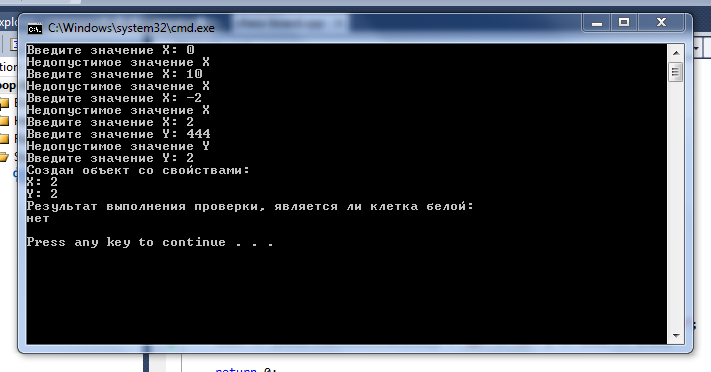 C:\Windows\system32\cmd.exe
Введите значение X: 0
Недопустимое значение X
Введите значение X: 10
Недопустимое значение X
Введите значение X: -2
Недопустимое значение X
Введите значение X: 2
Введите значение Y: 444
Недопустимое значение Y
Введите значение Y: 2
Создан объект со свойствами:
X: 2
Y: 2
Результат выполнения проверки, является ли клетка белой:
нет
Press any key to continue . . .
return 0;